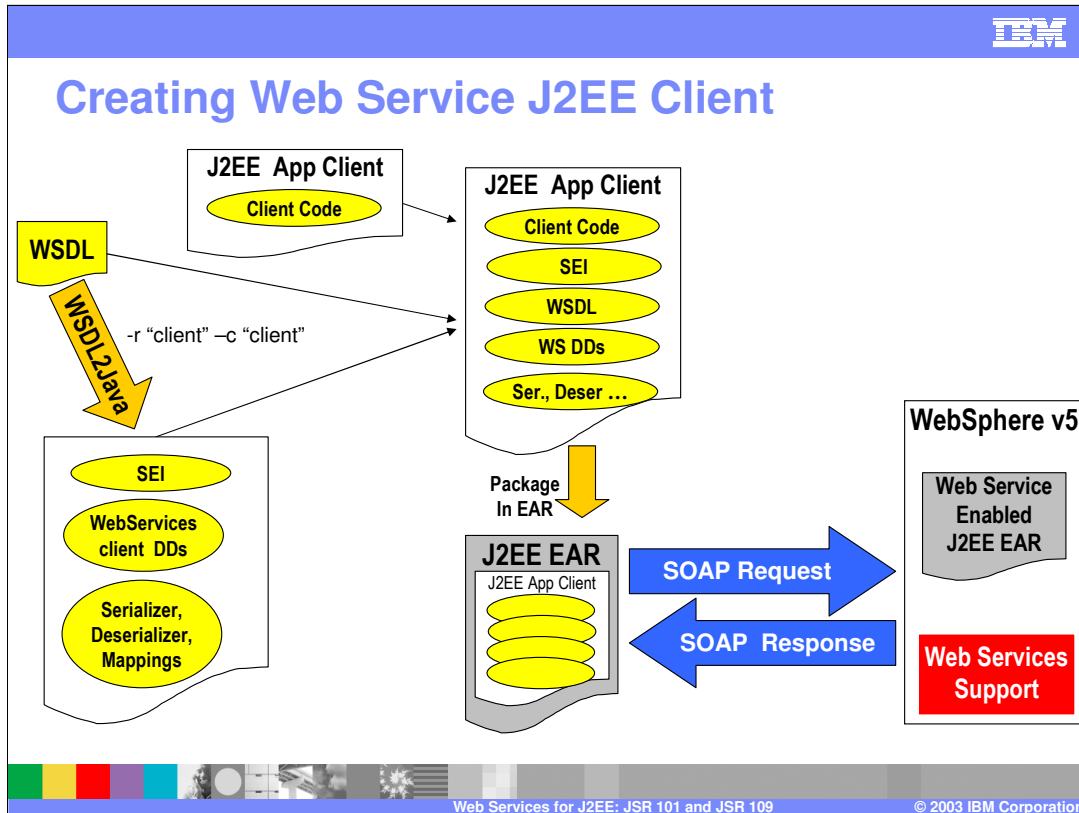 IBM
Creating Web Service J2EE Client
J2EE App Client
Client Code
WSDL
WSDL2Java
-r “client” –c “client”
SEI
WebServices
client DDs
Serializer,
Deserializer,
Mappings
J2EE App Client
Client Code
SEI
WSDL
WS DDs
Ser., Deser …
Package
In EAR
J2EE EAR
J2EE App Client
SOAP Request
SOAP Response
WebSphere v5
Web Service
Enabled
J2EE EAR
Web Services
Support
Web Services for J2EE: JSR 101 and JSR 109
© 2003 IBM Corporation